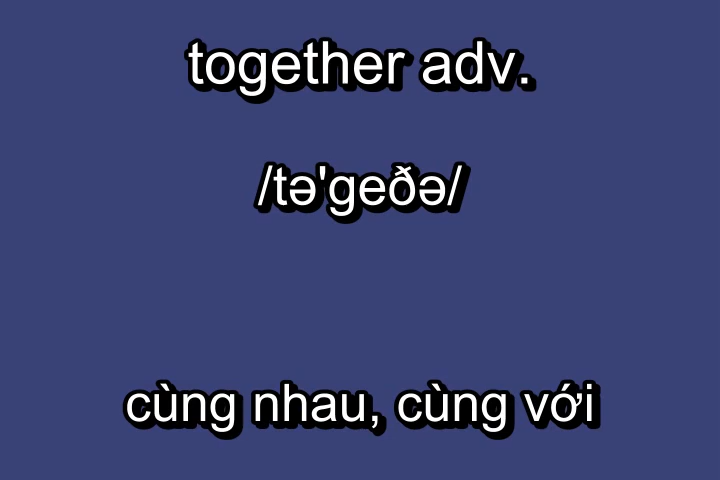 together adv.
/tə'geðə/
cùng nhau, cùng với